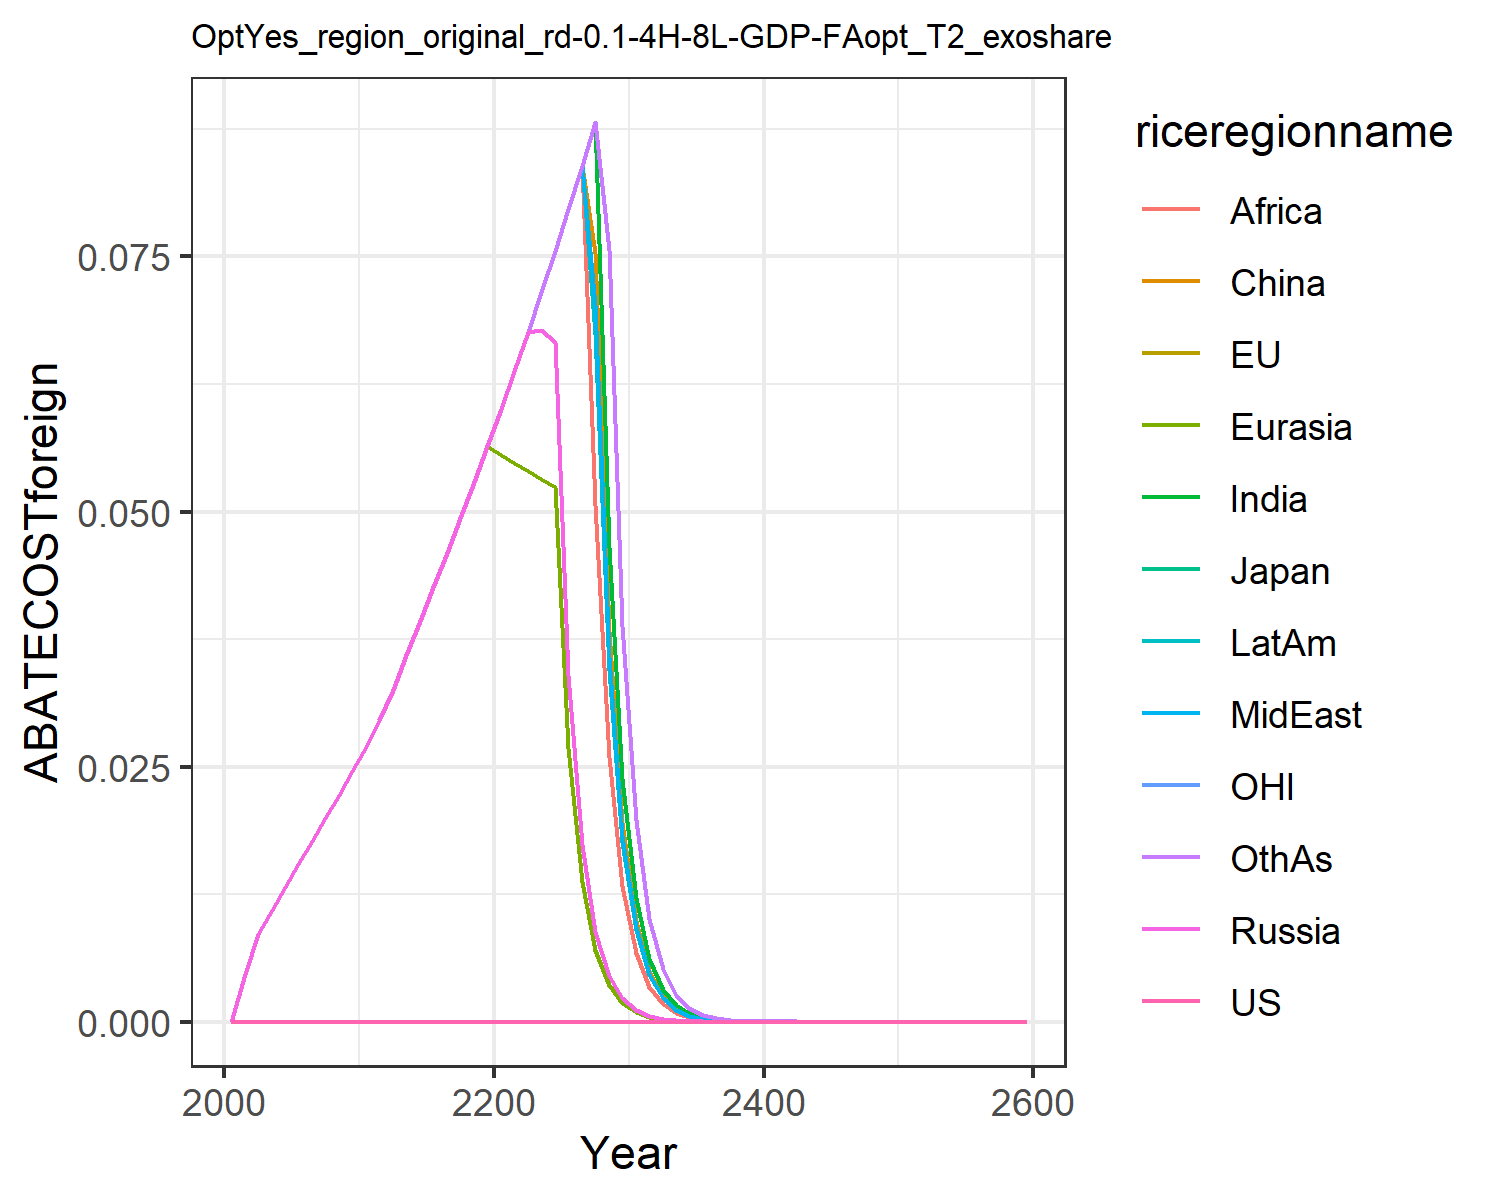 OptYes_region_original_rd-0.1-4H-8L-GDP-FAopt_T2_exoshare
ABATECOSTforeign
0.075
0.050
0.025
0.000
2000 2200 2400 2600
Year
riceregionname
Africa
China
EU
Eurasia
India
Japan
LatAm
MidEast
OHI
OthAs
Russia
US